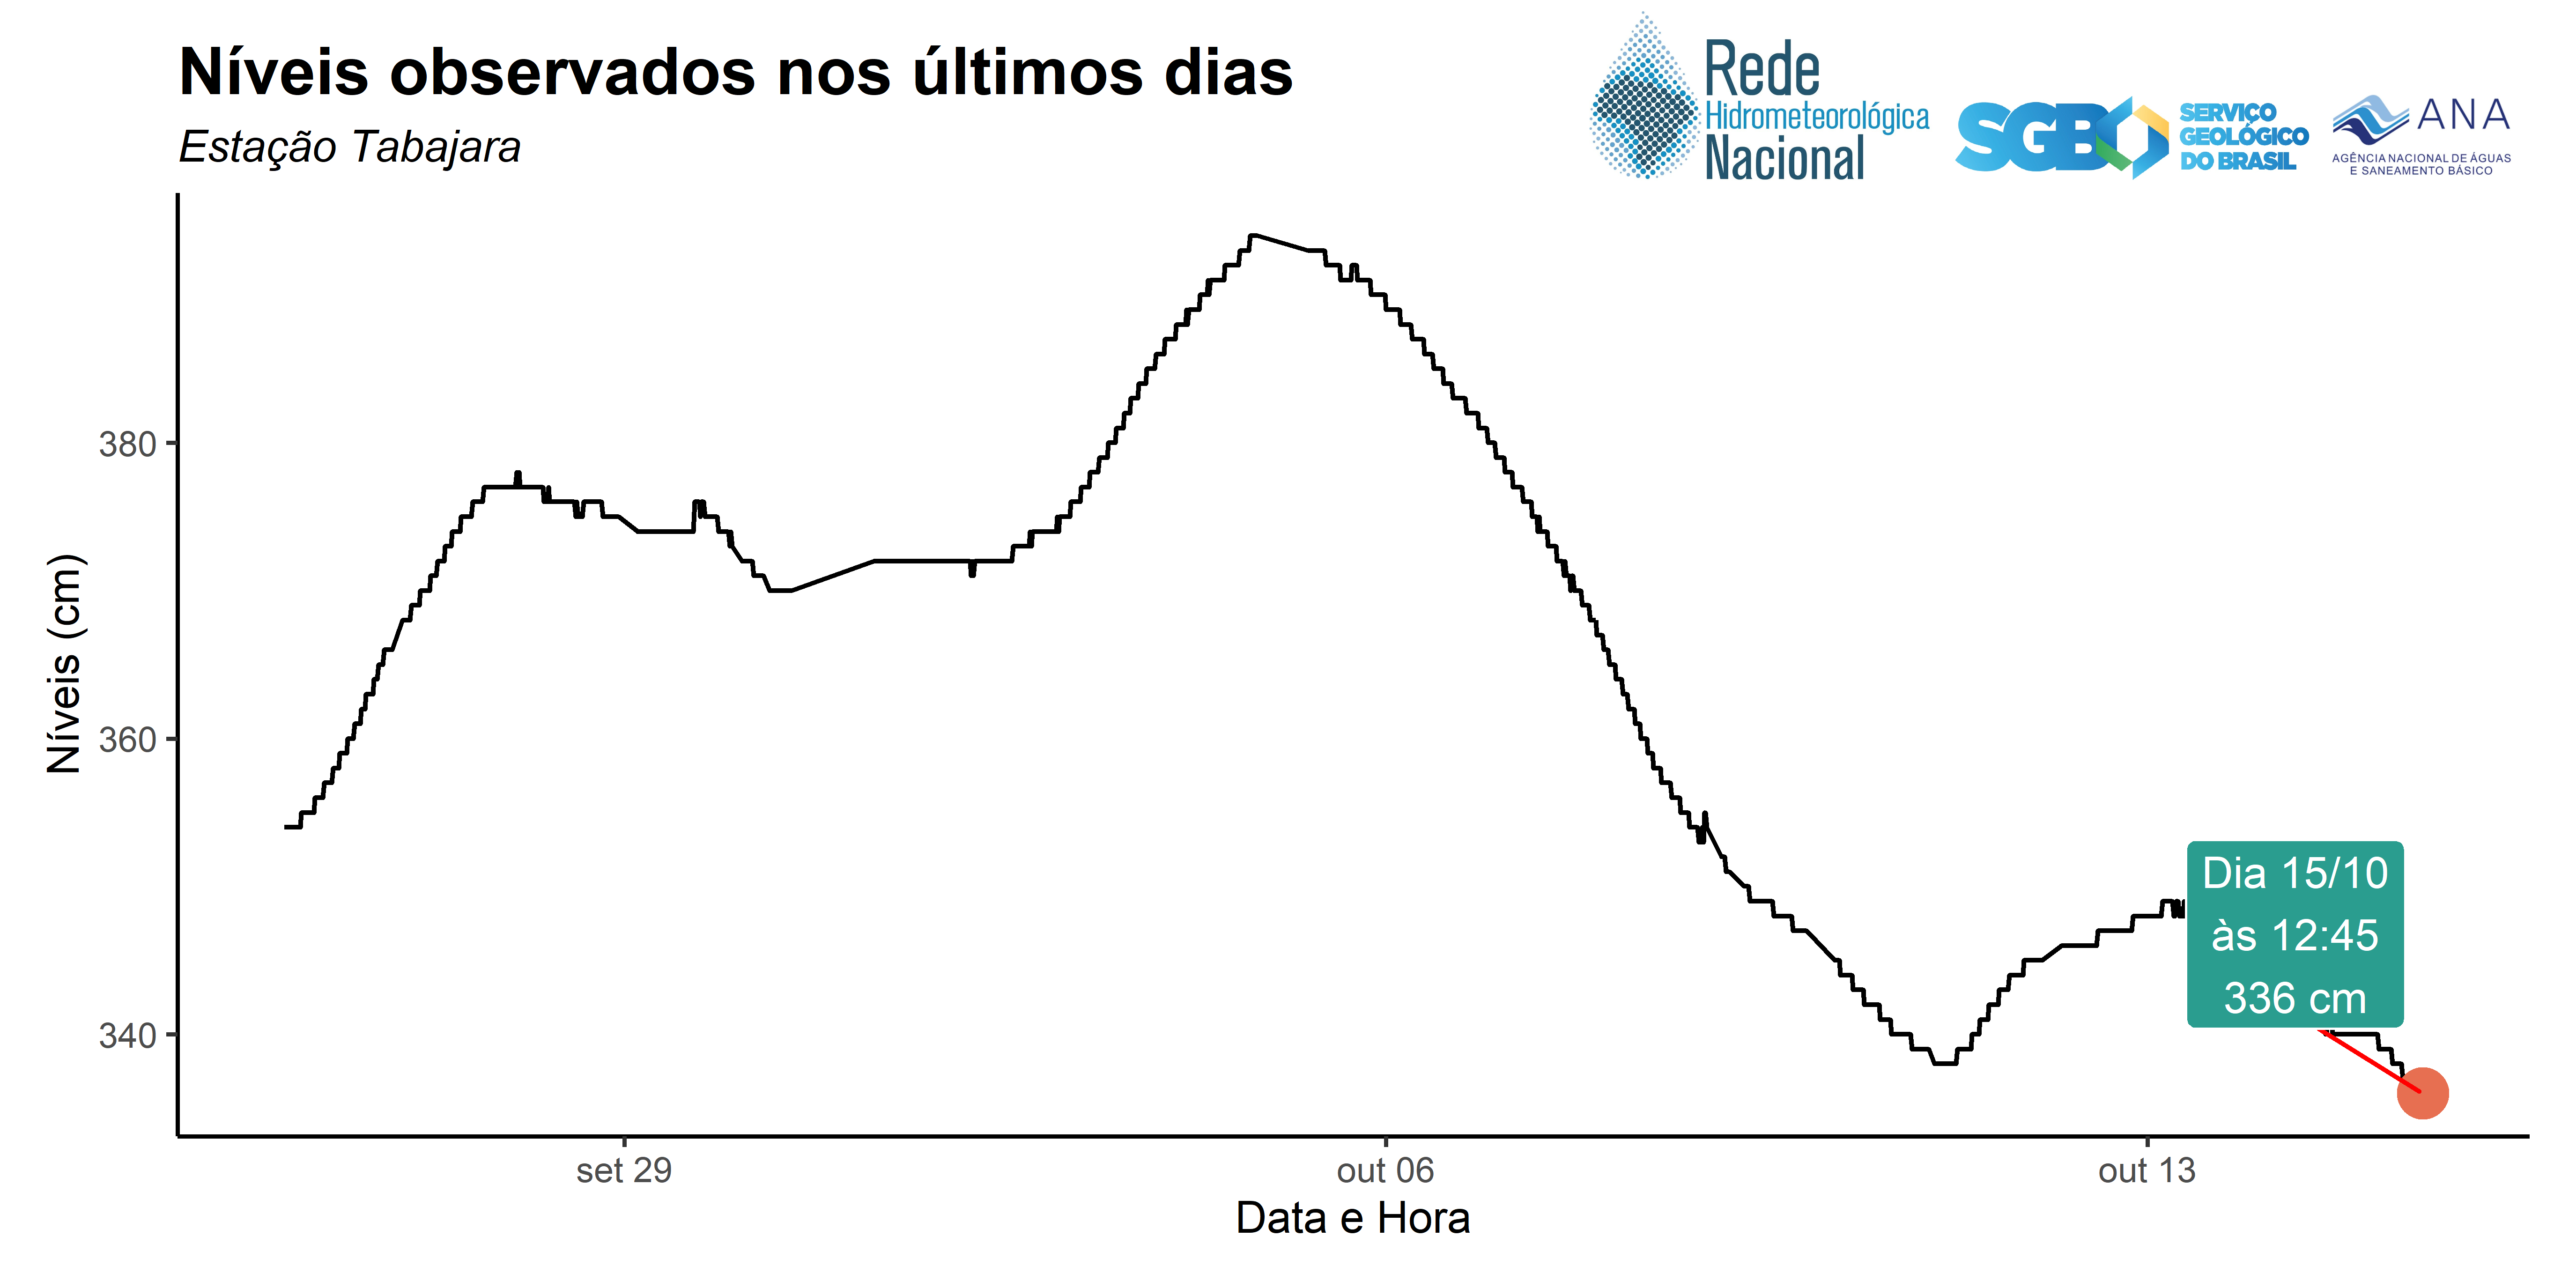 Níveis observados nos últimos dias
Estação Tabajara
Rede
Hidrometeorológica
Nacional
SGB
SERVIÇO
GEOLÓGICO
DO BRASIL
ANA
AGÊNCIA NACIONAL DE ÁGUAS
E SANEAMENTO BÁSICO
Níveis (cm)
380
360
340
Dia 15/10
às 12:45
336 cm
set 29
out 06
out 13
Data e Hora